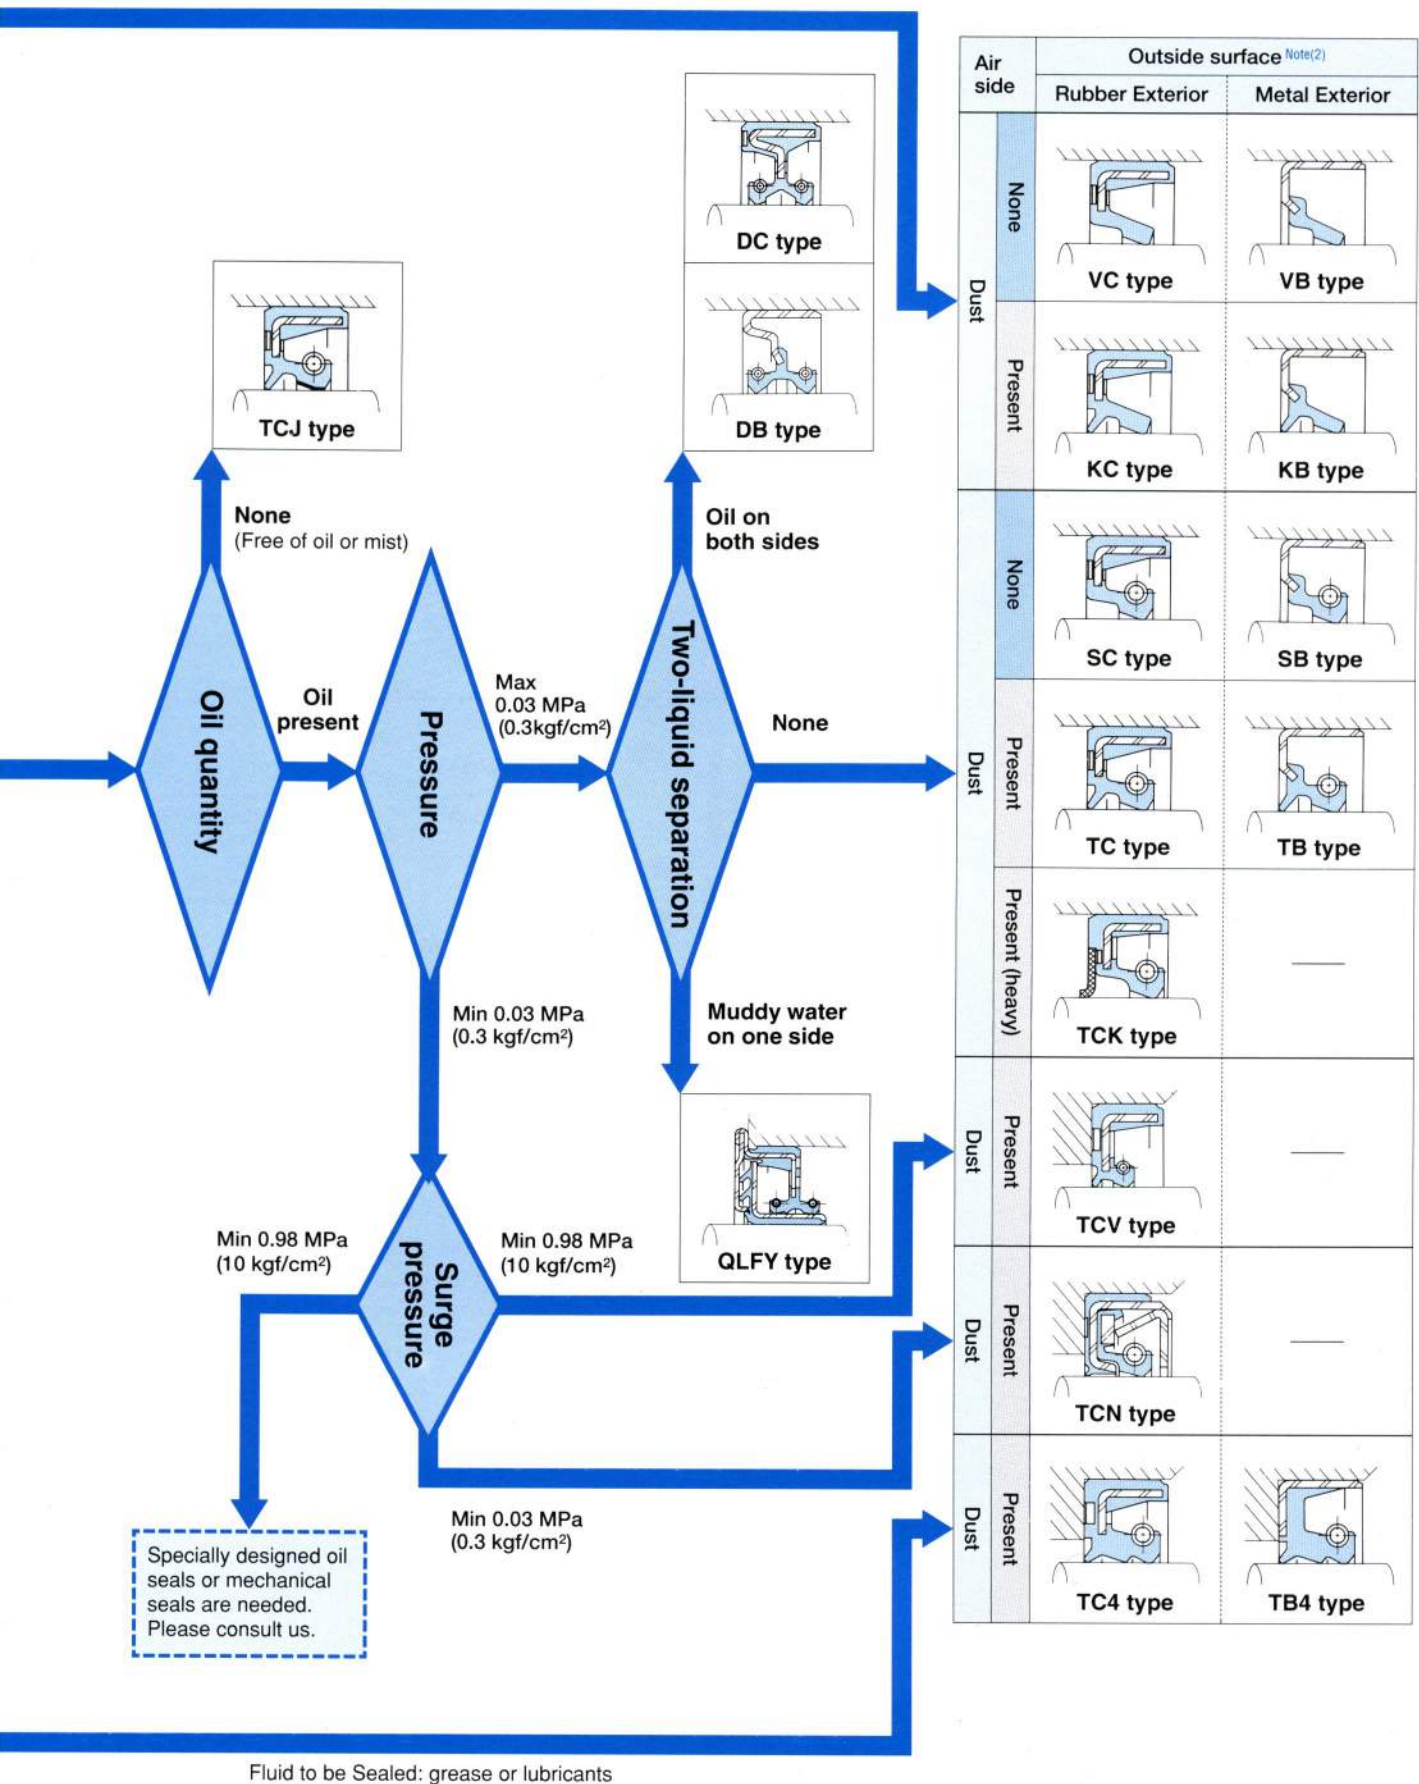 Air
side
Outside surface Note(2)
Rubber Exterior
Metal Exterior
Dust
None
VC type
VB type
Present
KC type
KB type
DC type
DB type
TCJ type
None
(Free of oil or mist)
Oil on
both sides
Oil quantity
Oil
present
Pressure
Max
0.03 MPa
(0.3kgf/cm²)
Two-liquid separation
None
Dust
None
SC type
SB type
Present
TC type
TB type
Present (heavy)
TCK type
Min 0.03 MPa
(0.3 kgf/cm²)
Muddy water
on one side
QLFY type
Dust
Present
TCV type
Min 0.98 MPa
(10 kgf/cm²)
Surge
pressure
Min 0.98 MPa
(10 kgf/cm²)
Dust
Present
TCN type
Min 0.03 MPa
(0.3 kgf/cm²)
Dust
Present
TC4 type
TB4 type
Specially designed oil
seals or mechanical
seals are needed.
Please consult us.
Fluid to be Sealed: grease or lubricants